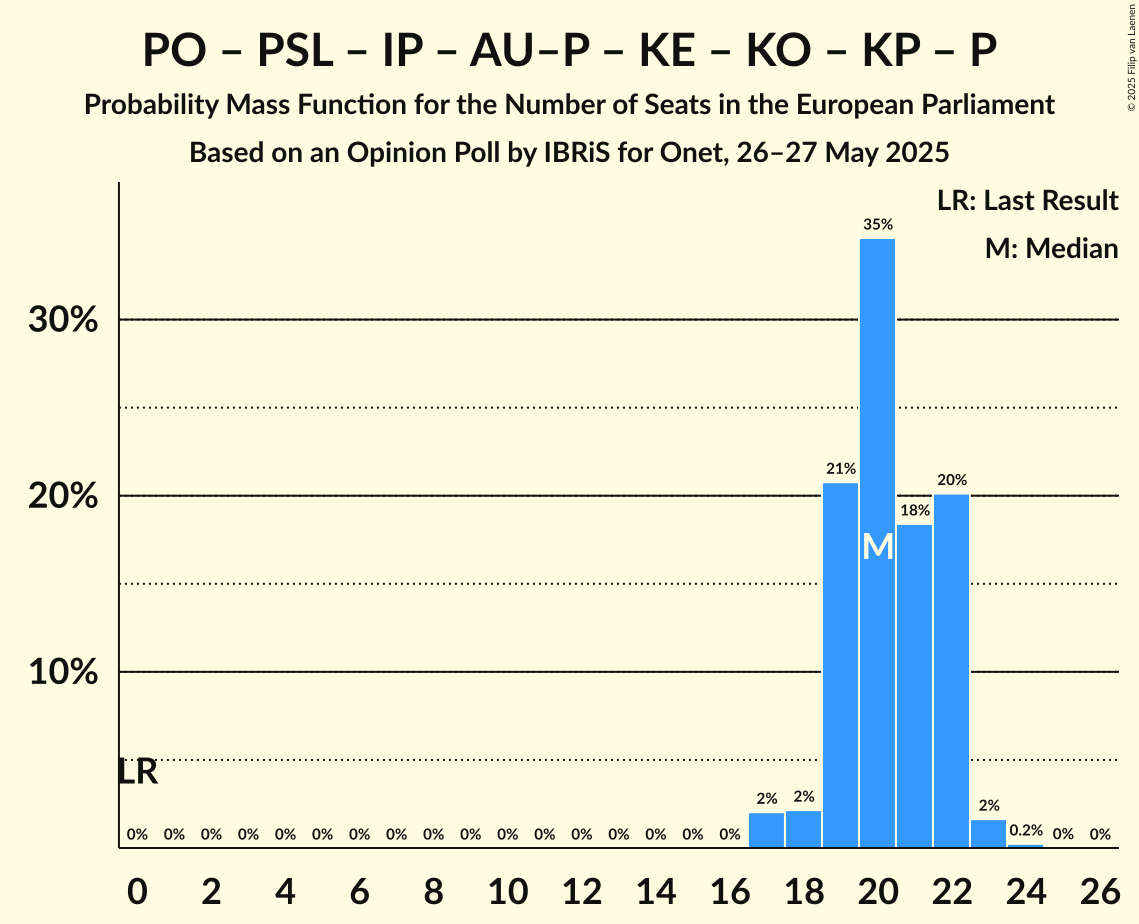 PO – PSL – IP – AU–P – KE – KO – KP – P
Probability Mass Function for the Number of Seats in the European Parliament
Based on an Opinion Poll by IBRiS for Onet, 26–27 May 2025
© 2025 Filip van Laenen
LR: Last Result
M: Median
35%
30%
21%
20%
20%
18%
M
10%
LR
0% 0% 0% 0% 0% 0% 0% 0% 0% 0% 0% 0% 0% 0% 0% 0% 0% 2% 2% 2% 0.2% 0% 0%
0 2 4 6 8 10 12 14 16 18 20 22 24 26